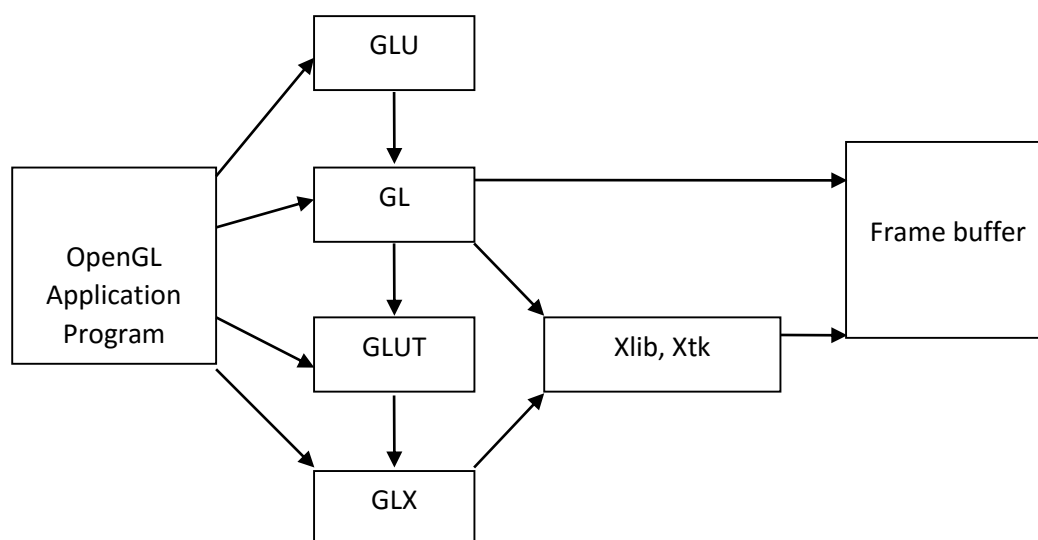 GLU
GL
Frame buffer
OpenGL
Application
Program
GLUT
Xlib, Xtk
GLX